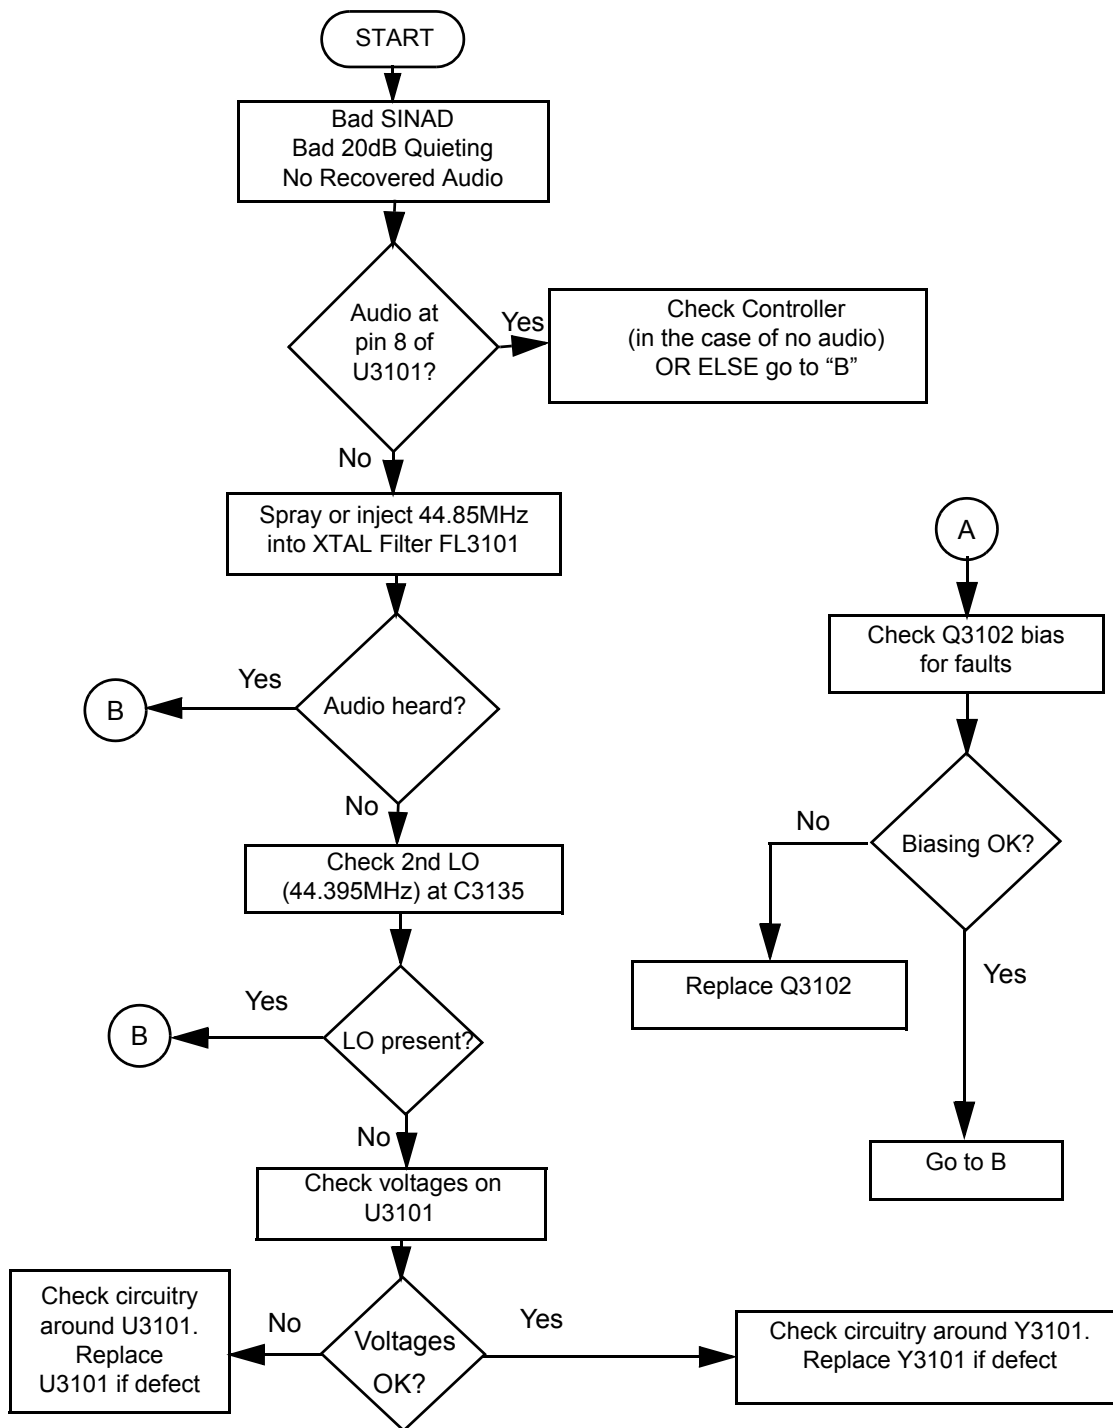 START
Bad SINAD
Bad 20dB Quieting
No Recovered Audio
Audio at
pin 8 of
U3101?
Yes
Check Controller
(in the case of no audio)
OR ELSE go to “B”
No
Spray or inject 44.85MHz
into XTAL Filter FL3101
Audio heard?
Yes
B
No
Check 2nd LO
(44.395MHz) at C3135
LO present?
Yes
B
No
Check voltages on
U3101
Voltages
OK?
No
Check circuitry
around U3101.
Replace
U3101 if defect
Yes
Check circuitry around Y3101.
Replace Y3101 if defect
A
Check Q3102 bias
for faults
Biasing OK?
No
Replace Q3102
Yes
Go to B